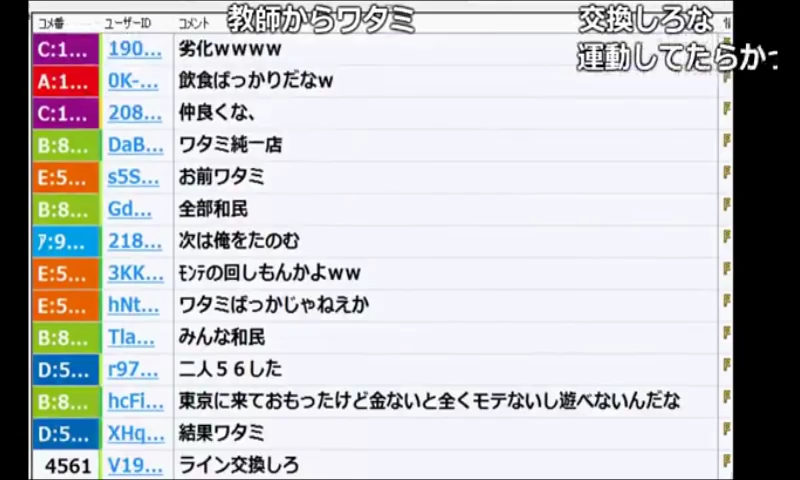 教師からワタミ 交換しろな
運動してたらかっ
コメ番 ユーザーID コメント
C:1... 190... 劣化ｗｗｗｗ
A:1... 0K-... 飲食ばっかりだなｗ
C:1... 208... 仲良くな、
B:8... DaB... ワタミ純一店
E:5... s5S... お前ワタミ
B:8... Gd... 全部和民
ｱ:9... 218... 次は俺をたのむ
E:5... 3KK... ﾓﾝﾃの回しもんかよｗｗ
E:5... hNt... ワタミばっかじゃねえか
B:8... Tla... みんな和民
D:5... r97... 二人５６した
B:8... hcFi... 東京に来ておもったけど金ないと全くモテないし遊べないんだな
D:5... XHq... 結果ワタミ
4561 V19... ライン交換しろ